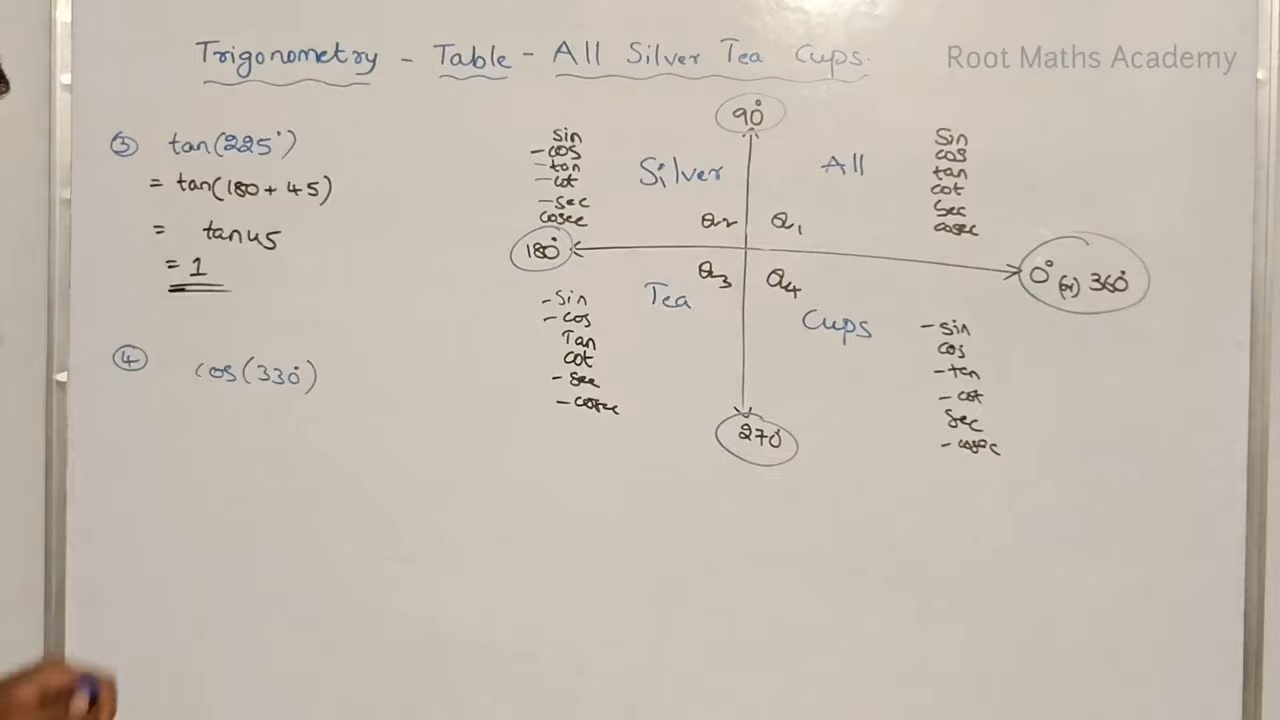 Trigonometry - Table - All Silver Tea Cups.
Root Maths Academy
③ tan(225°)
= tan(180 + 45)
= tan45
= 1
④ cos(330°)
90°
sin
-cos
-tan
-cot
-sec
cosec
Silver
All
Sin
cos
tan
cot
Sec
cosec
Q2
Q1
180°
0° (or) 360°
Q3
Q4
Tea
Cups
-Sin
-cos
Tan
cot
-sec
-cosec
-sin
cos
-tan
-cot
Sec
-cosec
270°